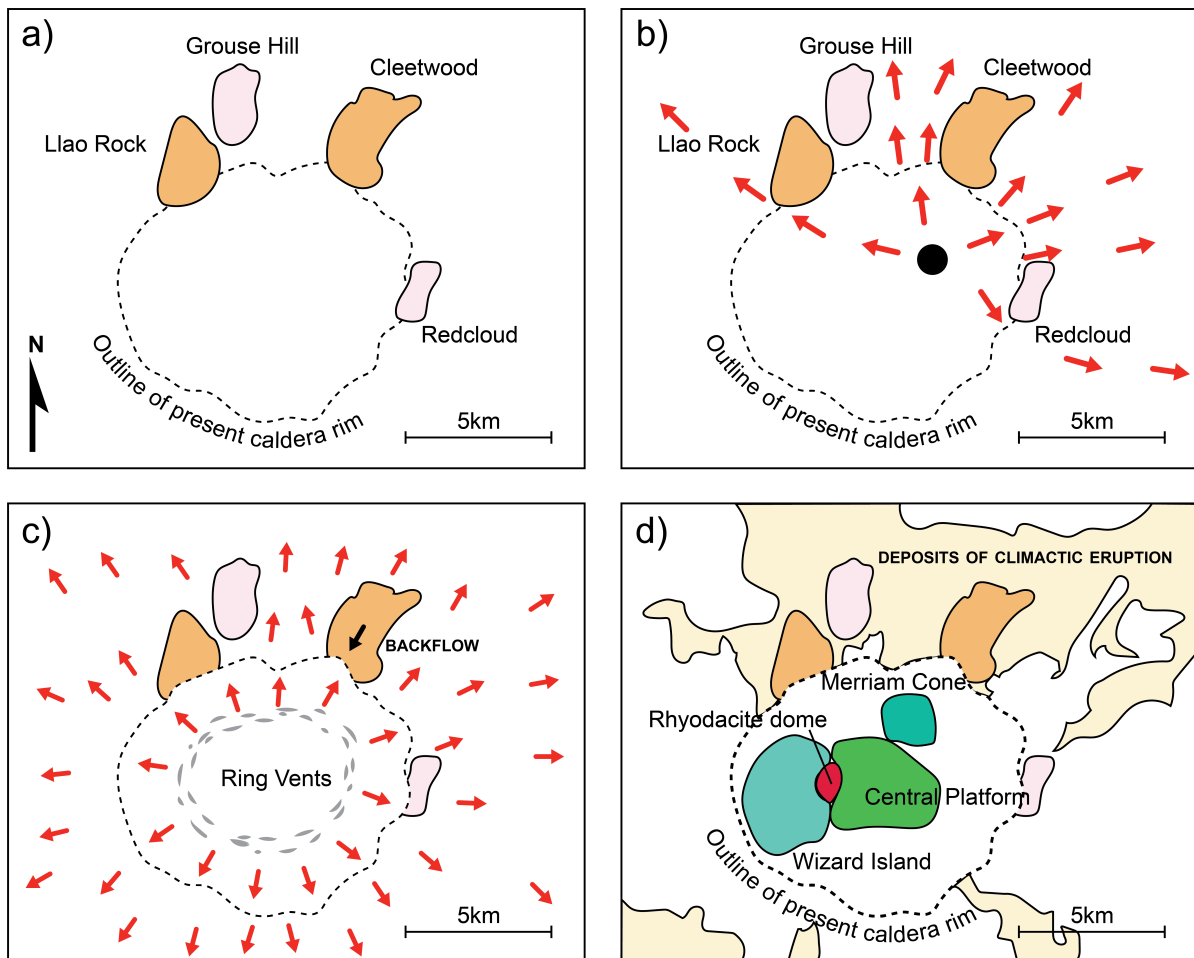 a)
Grouse Hill
Cleetwood
Llao Rock
Redcloud
N
Outline of present caldera rim
5km
b)
Grouse Hill
Cleetwood
Llao Rock
Redcloud
Outline of present caldera rim
5km
c)
BACKFLOW
Ring Vents
5km
d)
DEPOSITS OF CLIMACTIC ERUPTION
Merriam Cone
Rhyodacite dome
Central Platform
Wizard Island
Outline of present caldera rim
5km